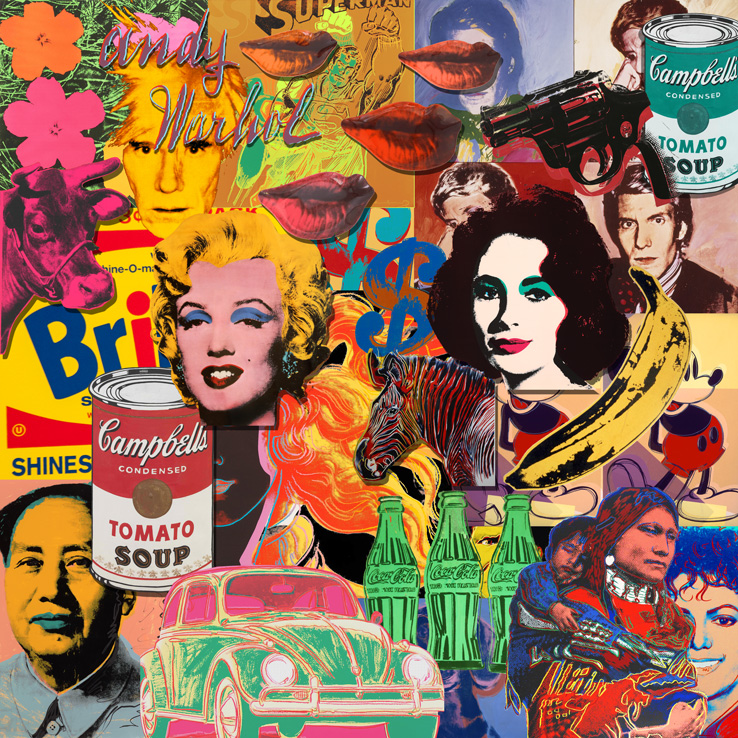 SUPERMAN
andy
Warhol
Campbell's
CONDENSED
TOMATO
SOUP
Bri
SHINES
Campbell's
CONDENSED
TOMATO
SOUP
Coca-Cola
Coca-Cola
Coca-Cola